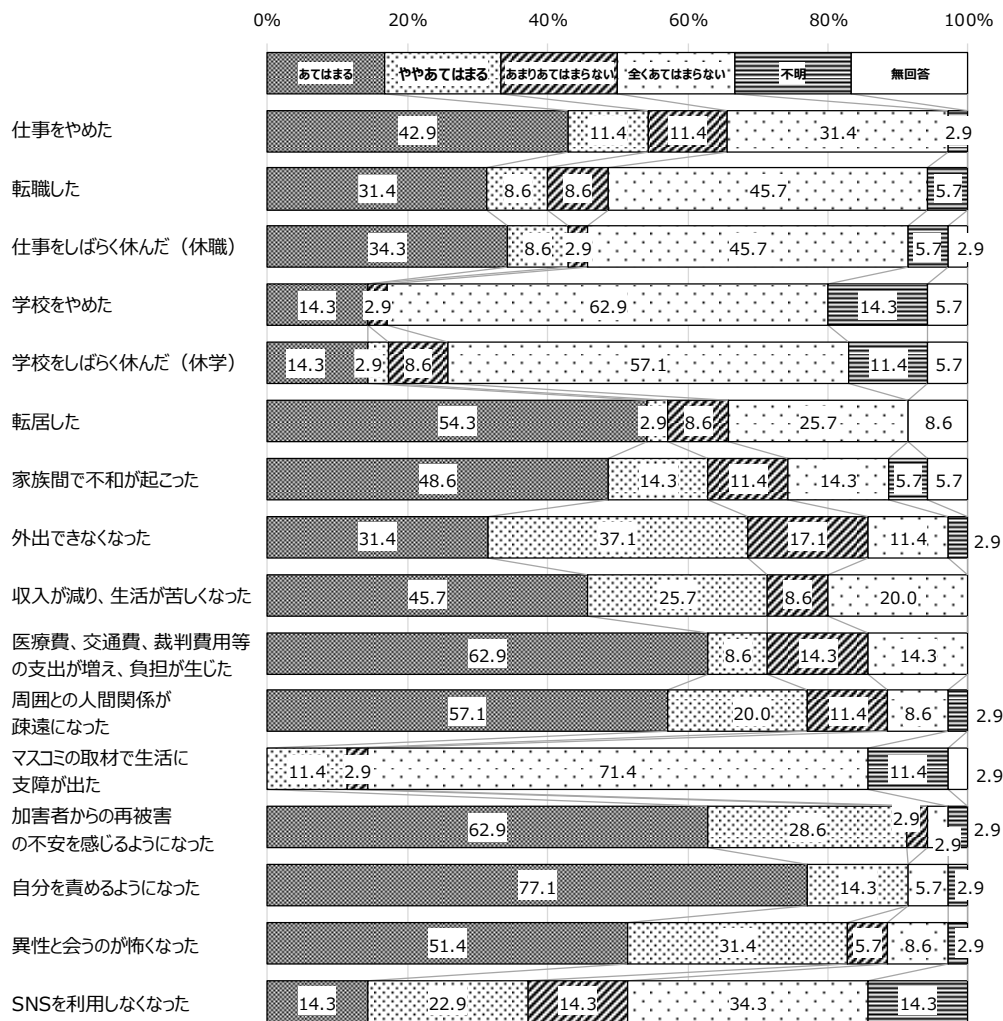 0% 20% 40% 60% 80% 100%
あてはまる ややあてはまる あまりあてはまらない 全くあてはまらない 不明 無回答
仕事をやめた 42.9 11.4 11.4 31.4 2.9
転職した 31.4 8.6 8.6 45.7 5.7
仕事をしばらく休んだ（休職） 34.3 8.6 2.9 45.7 5.7 2.9
学校をやめた 14.3 2.9 62.9 14.3 5.7
学校をしばらく休んだ（休学） 14.3 2.9 8.6 57.1 11.4 5.7
転居した 54.3 2.9 8.6 25.7 8.6
家族間で不和が起こった 48.6 14.3 11.4 14.3 5.7 5.7
外出できなくなった 31.4 37.1 17.1 11.4 2.9
収入が減り、生活が苦しくなった 45.7 25.7 8.6 20.0
医療費、交通費、裁判費用等
の支出が増え、負担が生じた 62.9 8.6 14.3 14.3
周囲との人間関係が
疎遠になった 57.1 20.0 11.4 8.6 2.9
マスコミの取材で生活に
支障が出た 11.4 2.9 71.4 11.4 2.9
加害者からの再被害
の不安を感じるようになった 62.9 28.6 2.9 2.9 2.9
自分を責めるようになった 77.1 14.3 5.7 2.9
異性と会うのが怖くなった 51.4 31.4 5.7 8.6 2.9
SNSを利用しなくなった 14.3 22.9 14.3 34.3 14.3